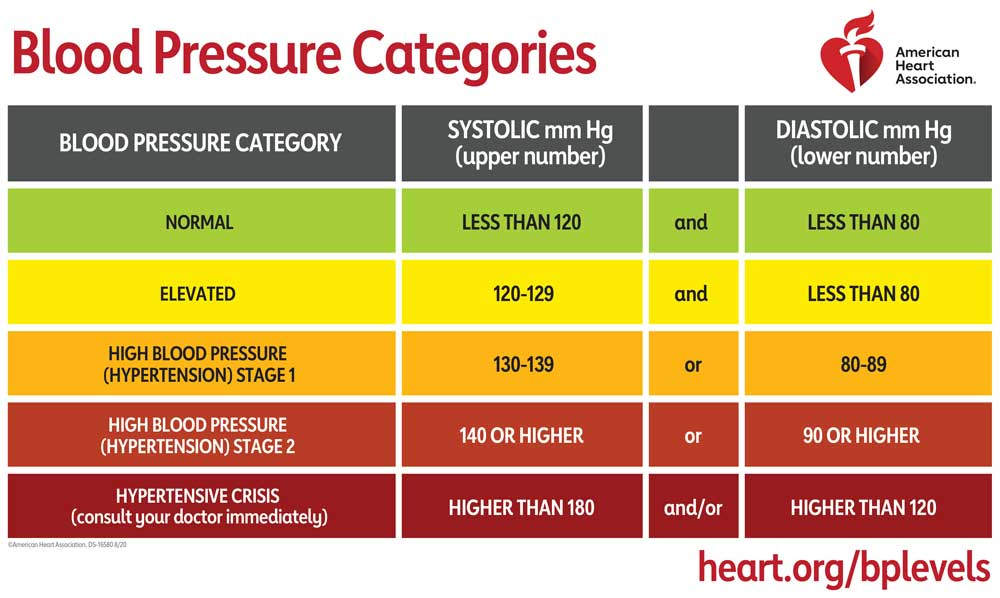 Blood Pressure Categories
American
Heart
Association.
BLOOD PRESSURE CATEGORY
SYSTOLIC mm Hg
(upper number)
DIASTOLIC mm Hg
(lower number)
NORMAL
LESS THAN 120
and
LESS THAN 80
ELEVATED
120-129
and
LESS THAN 80
HIGH BLOOD PRESSURE
(HYPERTENSION) STAGE 1
130-139
or
80-89
HIGH BLOOD PRESSURE
(HYPERTENSION) STAGE 2
140 OR HIGHER
or
90 OR HIGHER
HYPERTENSIVE CRISIS
(consult your doctor immediately)
HIGHER THAN 180
and/or
HIGHER THAN 120
©American Heart Association. DS-16580 8/20
heart.org/bplevels